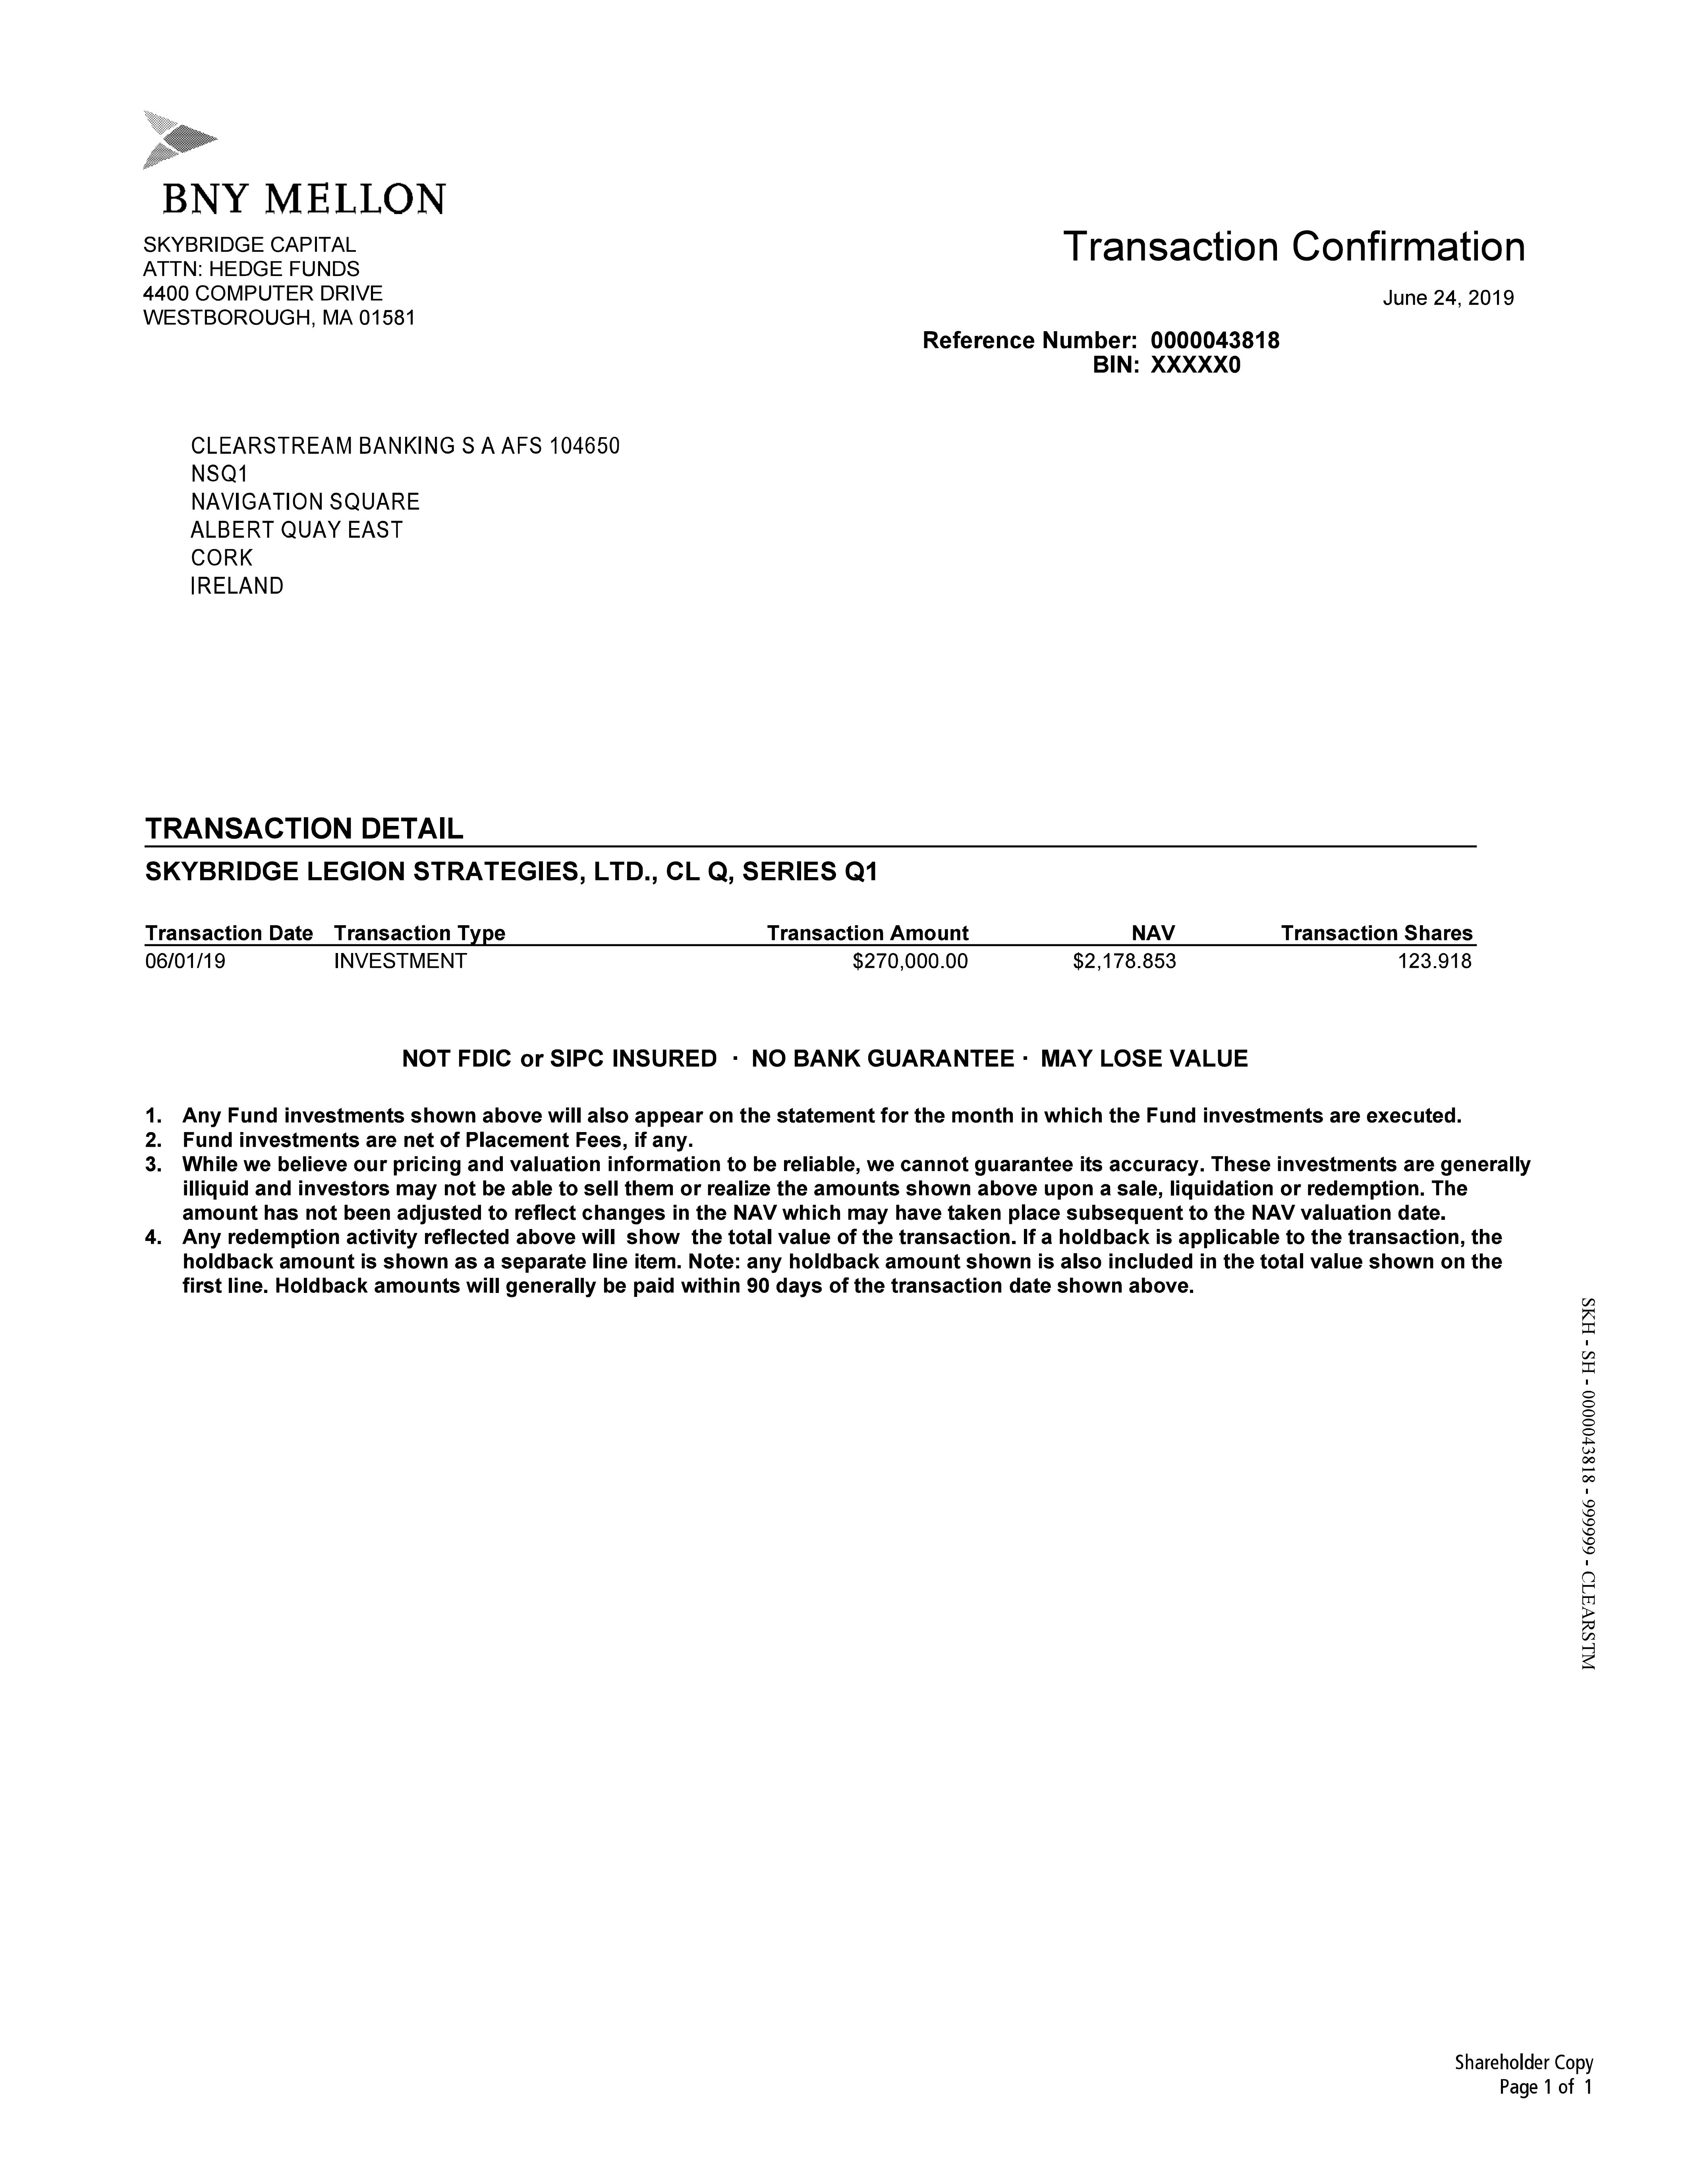 BNY MELLON
SKYBRIDGE CAPITAL
ATTN: HEDGE FUNDS
4400 COMPUTER DRIVE
WESTBOROUGH, MA 01581
Transaction Confirmation
June 24, 2019
Reference Number: 0000043818
BIN: XXXXX0
CLEARSTREAM BANKING S A AFS 104650
NSQ1
NAVIGATION SQUARE
ALBERT QUAY EAST
CORK
IRELAND
TRANSACTION DETAIL
SKYBRIDGE LEGION STRATEGIES, LTD., CL Q, SERIES Q1
Transaction Date Transaction Type Transaction Amount NAV Transaction Shares
06/01/19 INVESTMENT $270,000.00 $2,178.853 123.918
NOT FDIC or SIPC INSURED · NO BANK GUARANTEE · MAY LOSE VALUE
1. Any Fund investments shown above will also appear on the statement for the month in which the Fund investments are executed.
2. Fund investments are net of Placement Fees, if any.
3. While we believe our pricing and valuation information to be reliable, we cannot guarantee its accuracy. These investments are generally
illiquid and investors may not be able to sell them or realize the amounts shown above upon a sale, liquidation or redemption. The
amount has not been adjusted to reflect changes in the NAV which may have taken place subsequent to the NAV valuation date.
4. Any redemption activity reflected above will show the total value of the transaction. If a holdback is applicable to the transaction, the
holdback amount is shown as a separate line item. Note: any holdback amount shown is also included in the total value shown on the
first line. Holdback amounts will generally be paid within 90 days of the transaction date shown above.
SKH - SH - 0000043818 - 999999 - CLEARSTM
Shareholder Copy
Page 1 of 1